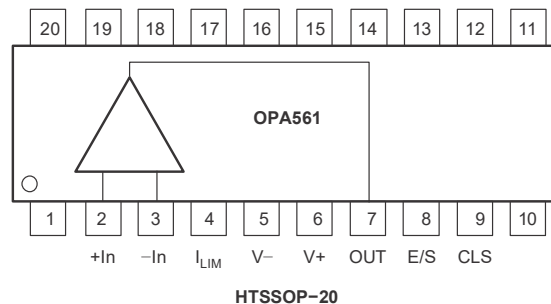 20 19 18 17 16 15 14 13 12 11
OPA561
1 2 3 4 5 6 7 8 9 10
+In −In ILIM V− V+ OUT E/S CLS
HTSSOP−20